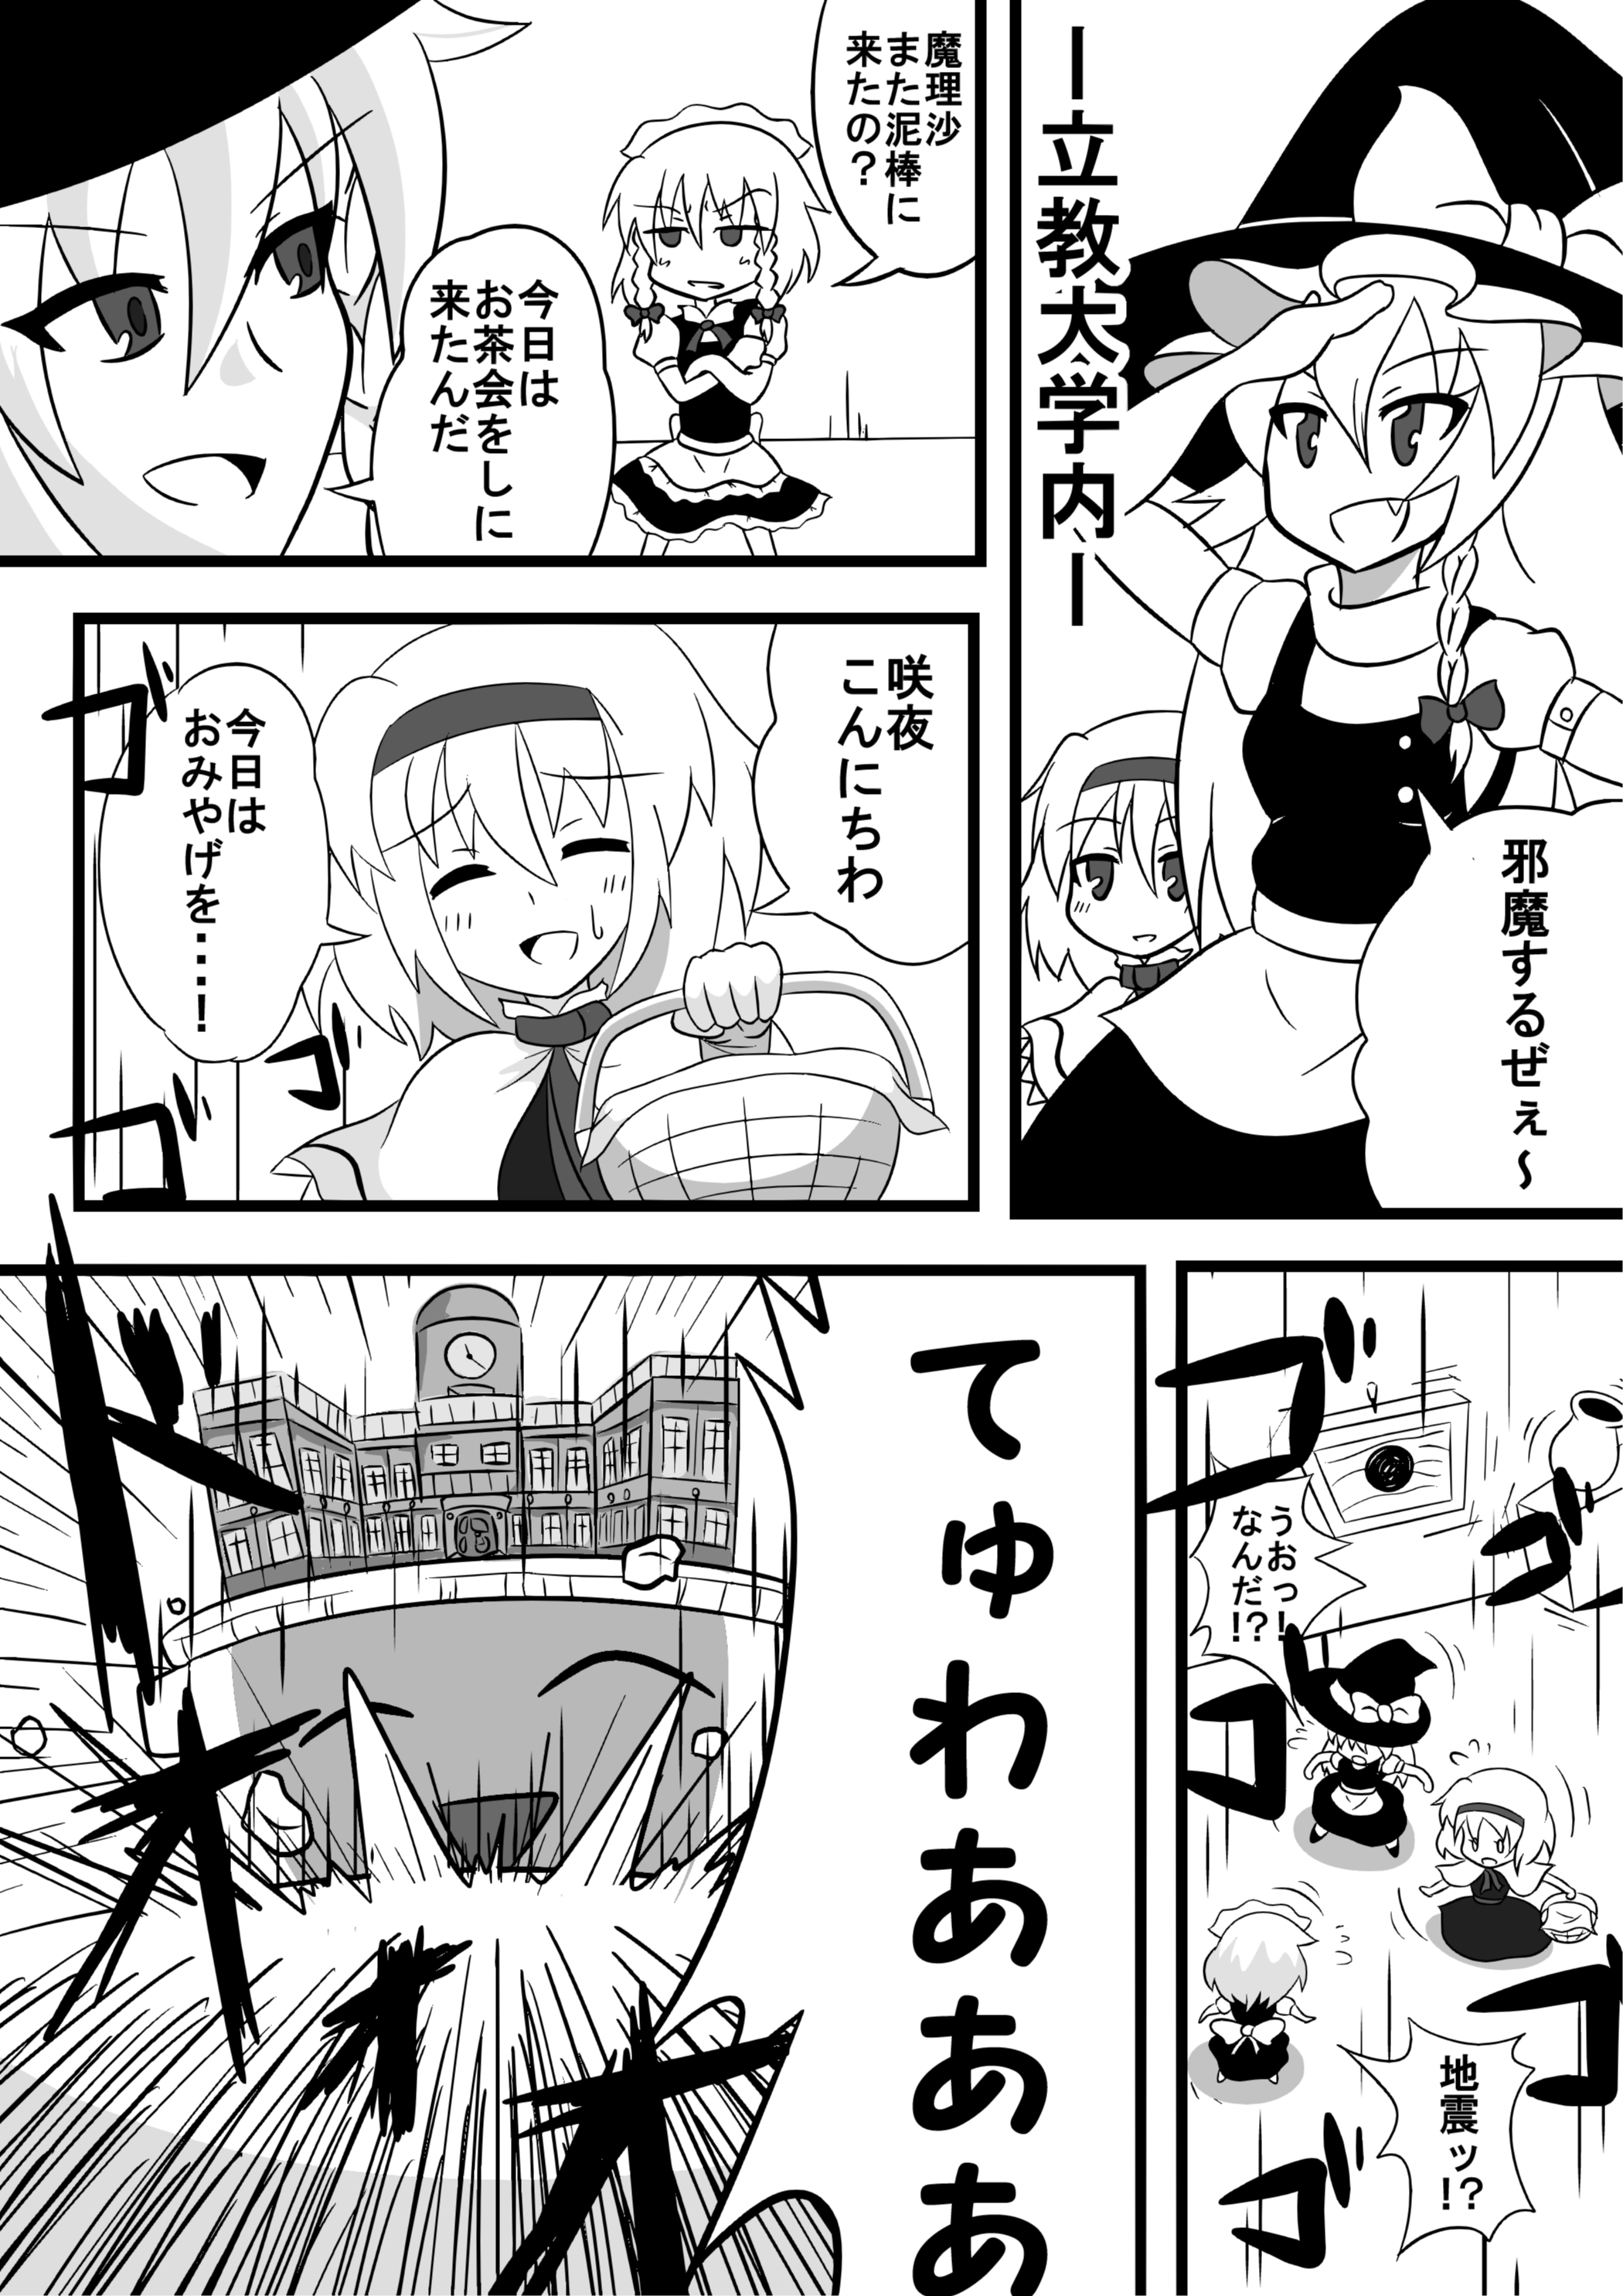 ー立教大学内ー
邪魔するぜぇ～
魔理沙
また泥棒に
来たの？
今日は
お茶会をしに
来たんだ
咲夜
こんにちわ
今日は
おみやげを……！
ゴ
ゴ
ゴ
ゴ
ゴ
ゴ
ゴ
ゴ
うおっ！
なんだ!？
地震ッ!？
てゅわあああ
ドオオオ